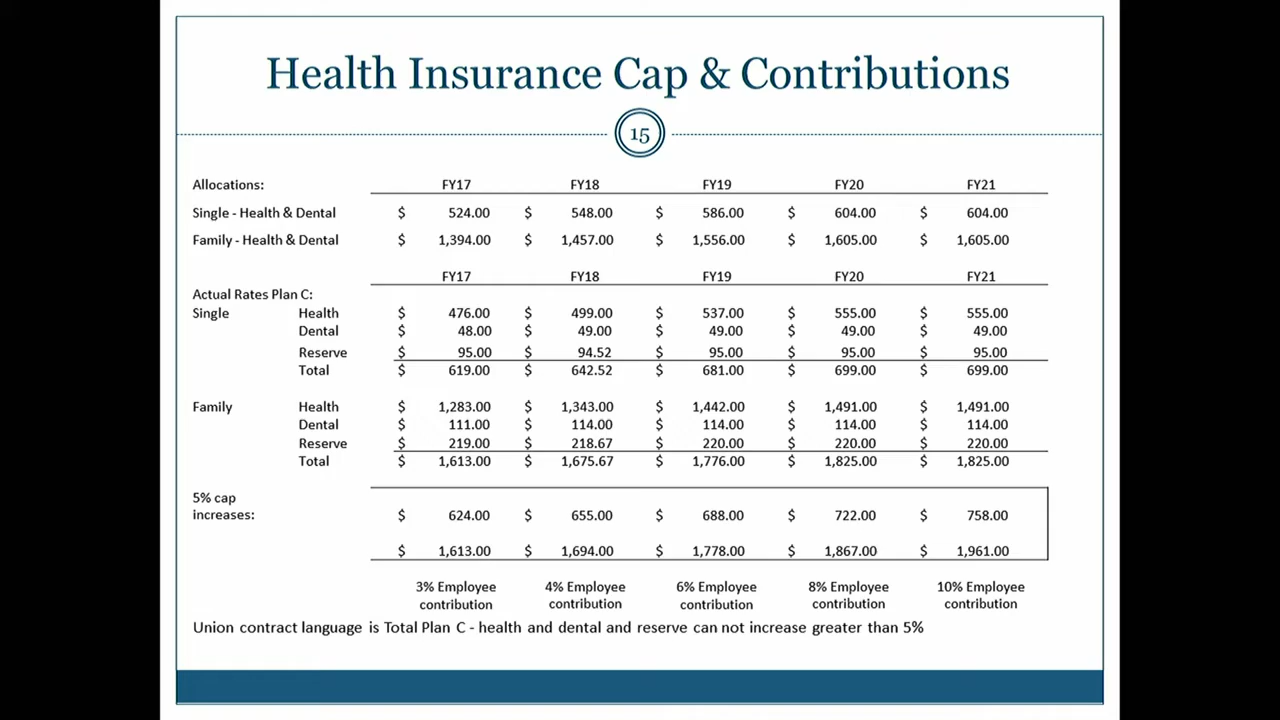 Health Insurance Cap & Contributions
15
Allocations: FY17 FY18 FY19 FY20 FY21
Single - Health & Dental $ 524.00 $ 548.00 $ 586.00 $ 604.00 $ 604.00
Family - Health & Dental $ 1,394.00 $ 1,457.00 $ 1,556.00 $ 1,605.00 $ 1,605.00
FY17 FY18 FY19 FY20 FY21
Actual Rates Plan C:
Single Health $ 476.00 $ 499.00 $ 537.00 $ 555.00 $ 555.00
Dental $ 48.00 $ 49.00 $ 49.00 $ 49.00 $ 49.00
Reserve $ 95.00 $ 94.52 $ 95.00 $ 95.00 $ 95.00
Total $ 619.00 $ 642.52 $ 681.00 $ 699.00 $ 699.00
Family Health $ 1,283.00 $ 1,343.00 $ 1,442.00 $ 1,491.00 $ 1,491.00
Dental $ 111.00 $ 114.00 $ 114.00 $ 114.00 $ 114.00
Reserve $ 219.00 $ 218.67 $ 220.00 $ 220.00 $ 220.00
Total $ 1,613.00 $ 1,675.67 $ 1,776.00 $ 1,825.00 $ 1,825.00
5% cap
increases: $ 624.00 $ 655.00 $ 688.00 $ 722.00 $ 758.00
$ 1,613.00 $ 1,694.00 $ 1,778.00 $ 1,867.00 $ 1,961.00
3% Employee 4% Employee 6% Employee 8% Employee 10% Employee
contribution contribution contribution contribution contribution
Union contract language is Total Plan C - health and dental and reserve can not increase greater than 5%